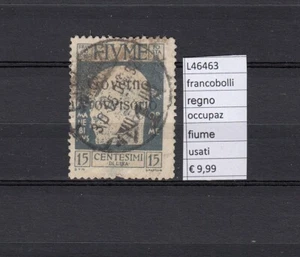 FIUME
Governo
Provvisorio
15 CENTESIMI 15
L46463
francobolli
regno
occupaz
fiume
usati
€ 9,99